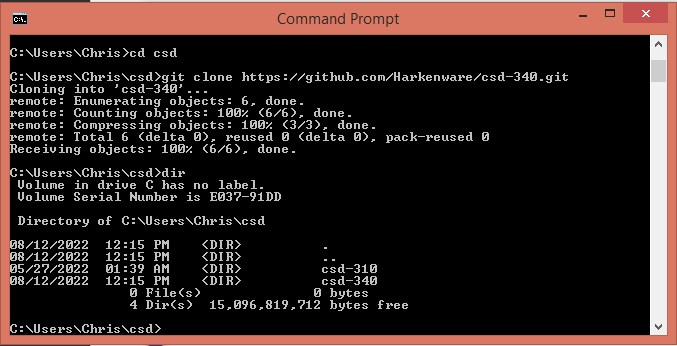 Command Prompt
C:\Users\Chris>cd csd
C:\Users\Chris\csd>git clone https://github.com/Harkenware/csd-340.git
Cloning into 'csd-340'...
remote: Enumerating objects: 6, done.
remote: Counting objects: 100% (6/6), done.
remote: Compressing objects: 100% (3/3), done.
remote: Total 6 (delta 0), reused 0 (delta 0), pack-reused 0
Receiving objects: 100% (6/6), done.
C:\Users\Chris\csd>dir
Volume in drive C has no label.
Volume Serial Number is E037-91DD
Directory of C:\Users\Chris\csd
08/12/2022  12:15 PM    <DIR>          .
08/12/2022  12:15 PM    <DIR>          ..
05/27/2022  01:39 AM    <DIR>          csd-310
08/12/2022  12:15 PM    <DIR>          csd-340
0 File(s)              0 bytes
4 Dir(s)  15,096,819,712 bytes free
C:\Users\Chris\csd>